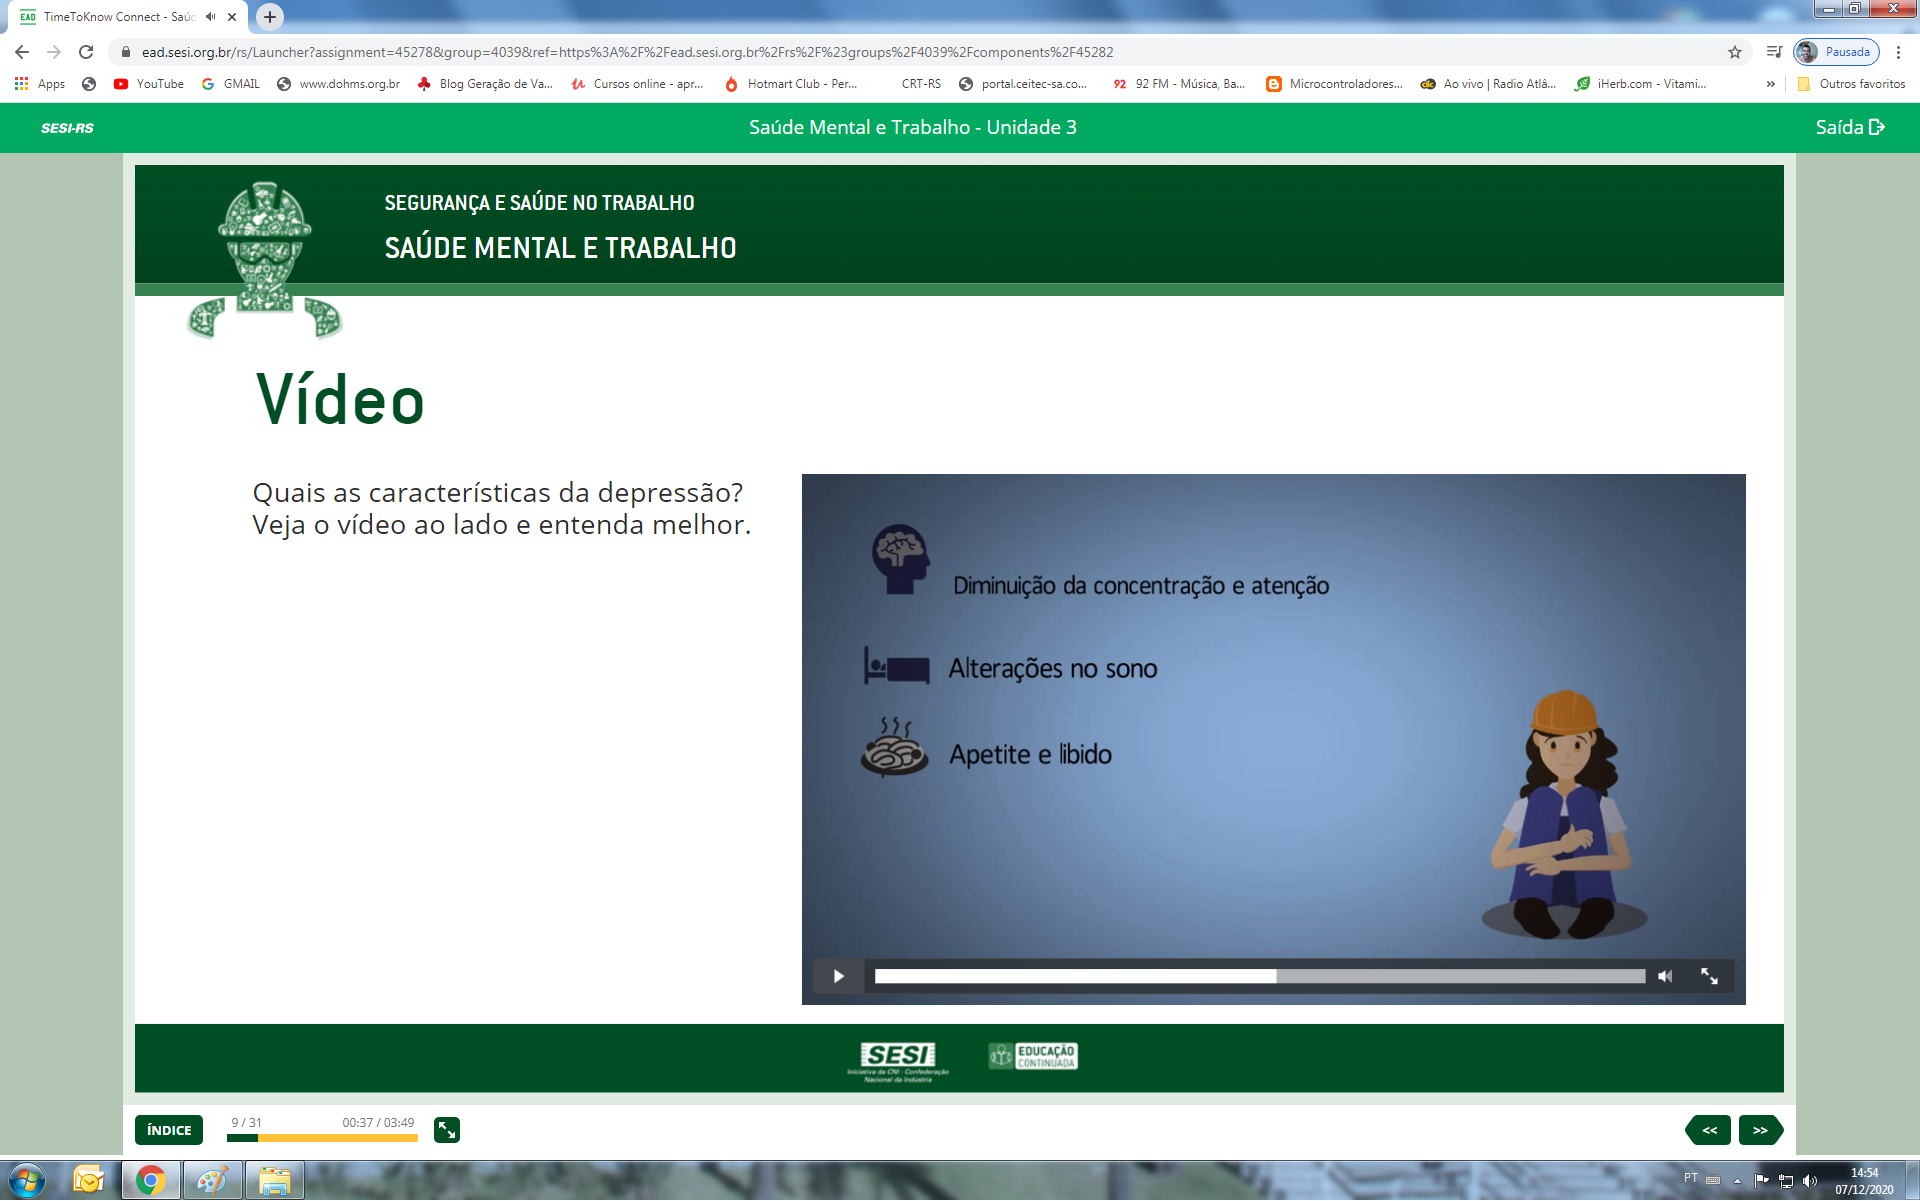 EAD TimeToKnow Connect - Saúd
ead.sesi.org.br/rs/Launcher?assignment=45278&group=4039&ref=https%3A%2F%2Fead.sesi.org.br%2Frs%2F%23groups%2F4039%2Fcomponents%2F45282
Pausada
Apps YouTube GMAIL www.dohms.org.br Blog Geração de Va... Cursos online - apr... Hotmart Club - Per... CRT-RS portal.ceitec-sa.co... 92 92 FM - Música, Ba... Microcontroladores... Ao vivo | Radio Atlâ... iHerb.com - Vitami... » Outros favoritos
SESI-RS Saúde Mental e Trabalho - Unidade 3 Saída
SEGURANÇA E SAÚDE NO TRABALHO
SAÚDE MENTAL E TRABALHO
Vídeo
Quais as características da depressão?
Veja o vídeo ao lado e entenda melhor.
Diminuição da concentração e atenção
Alterações no sono
Apetite e libido
SESI
Iniciativa da CNI - Confederação
Nacional da Indústria
EDUCAÇÃO
CONTINUADA
ÍNDICE 9 / 31 00:37 / 03:49 << >>
PT 14:54
07/12/2020